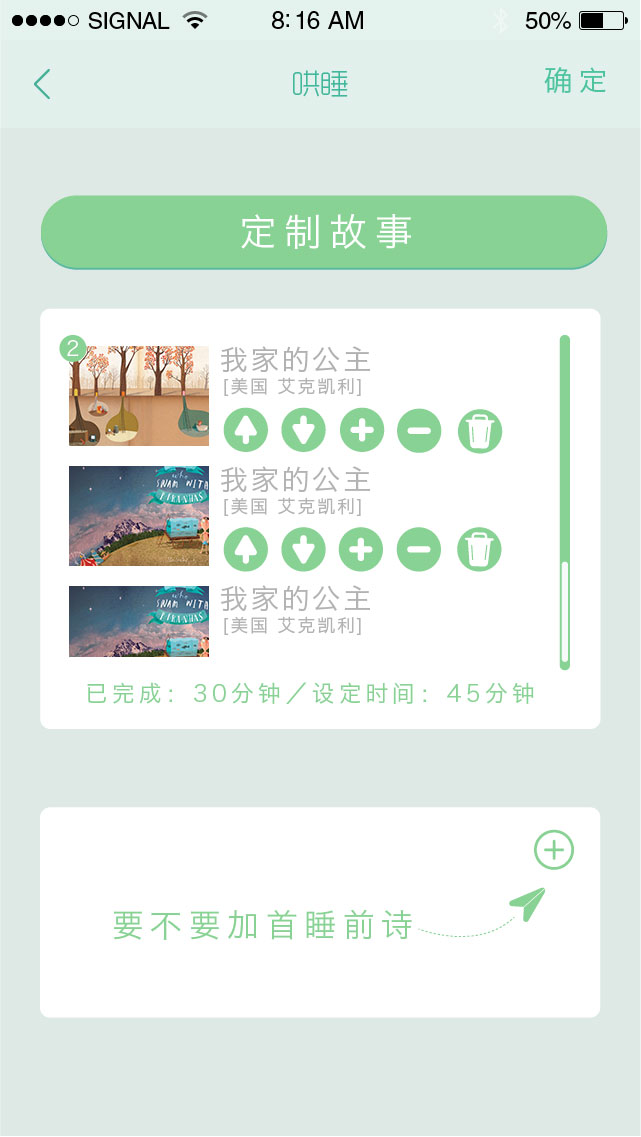 SIGNAL 8:16 AM 50%
哄睡 确定
定制故事
2
我家的公主
[美国 艾克凯利]
我家的公主
[美国 艾克凯利]
SWAM WITH
我家的公主
[美国 艾克凯利]
SWAM WITH
已完成：30分钟／设定时间：45分钟
要不要加首睡前诗